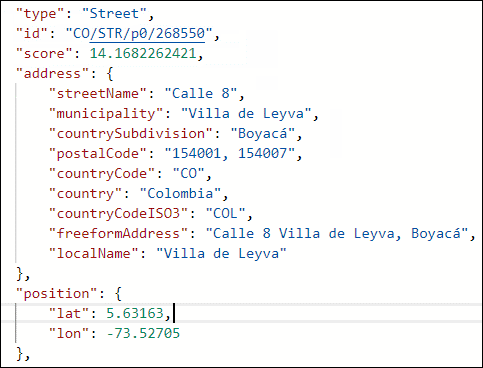 "type": "Street",
"id": "CO/STR/p0/268550",
"score": 14.1682262421,
"address": {
"streetName": "Calle 8",
"municipality": "Villa de Leyva",
"countrySubdivision": "Boyacá",
"postalCode": "154001, 154007",
"countryCode": "CO",
"country": "Colombia",
"countryCodeISO3": "COL",
"freeformAddress": "Calle 8 Villa de Leyva, Boyacá",
"localName": "Villa de Leyva"
},
"position": {
"lat": 5.63163,
"lon": -73.52705
},